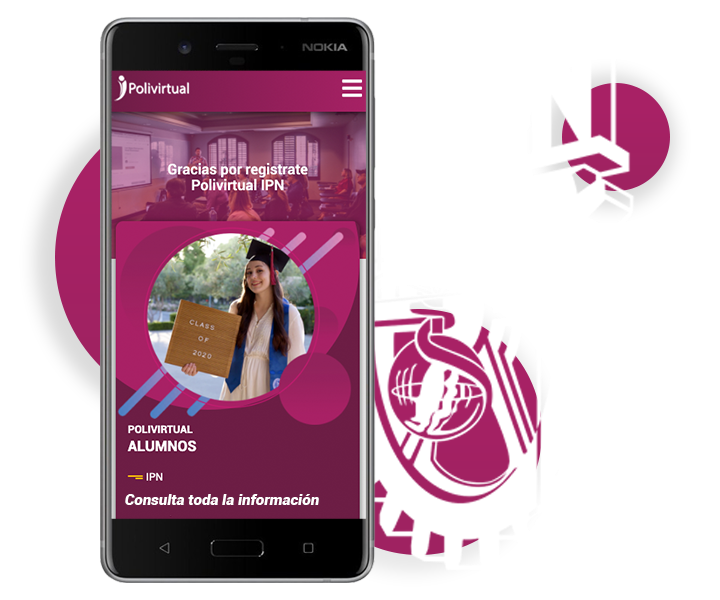 NOKIA
Polivirtual
Gracias por registrate
Polivirtual IPN
CLASS
OF
2020
POLIVIRTUAL
ALUMNOS
IPN
Consulta toda la información